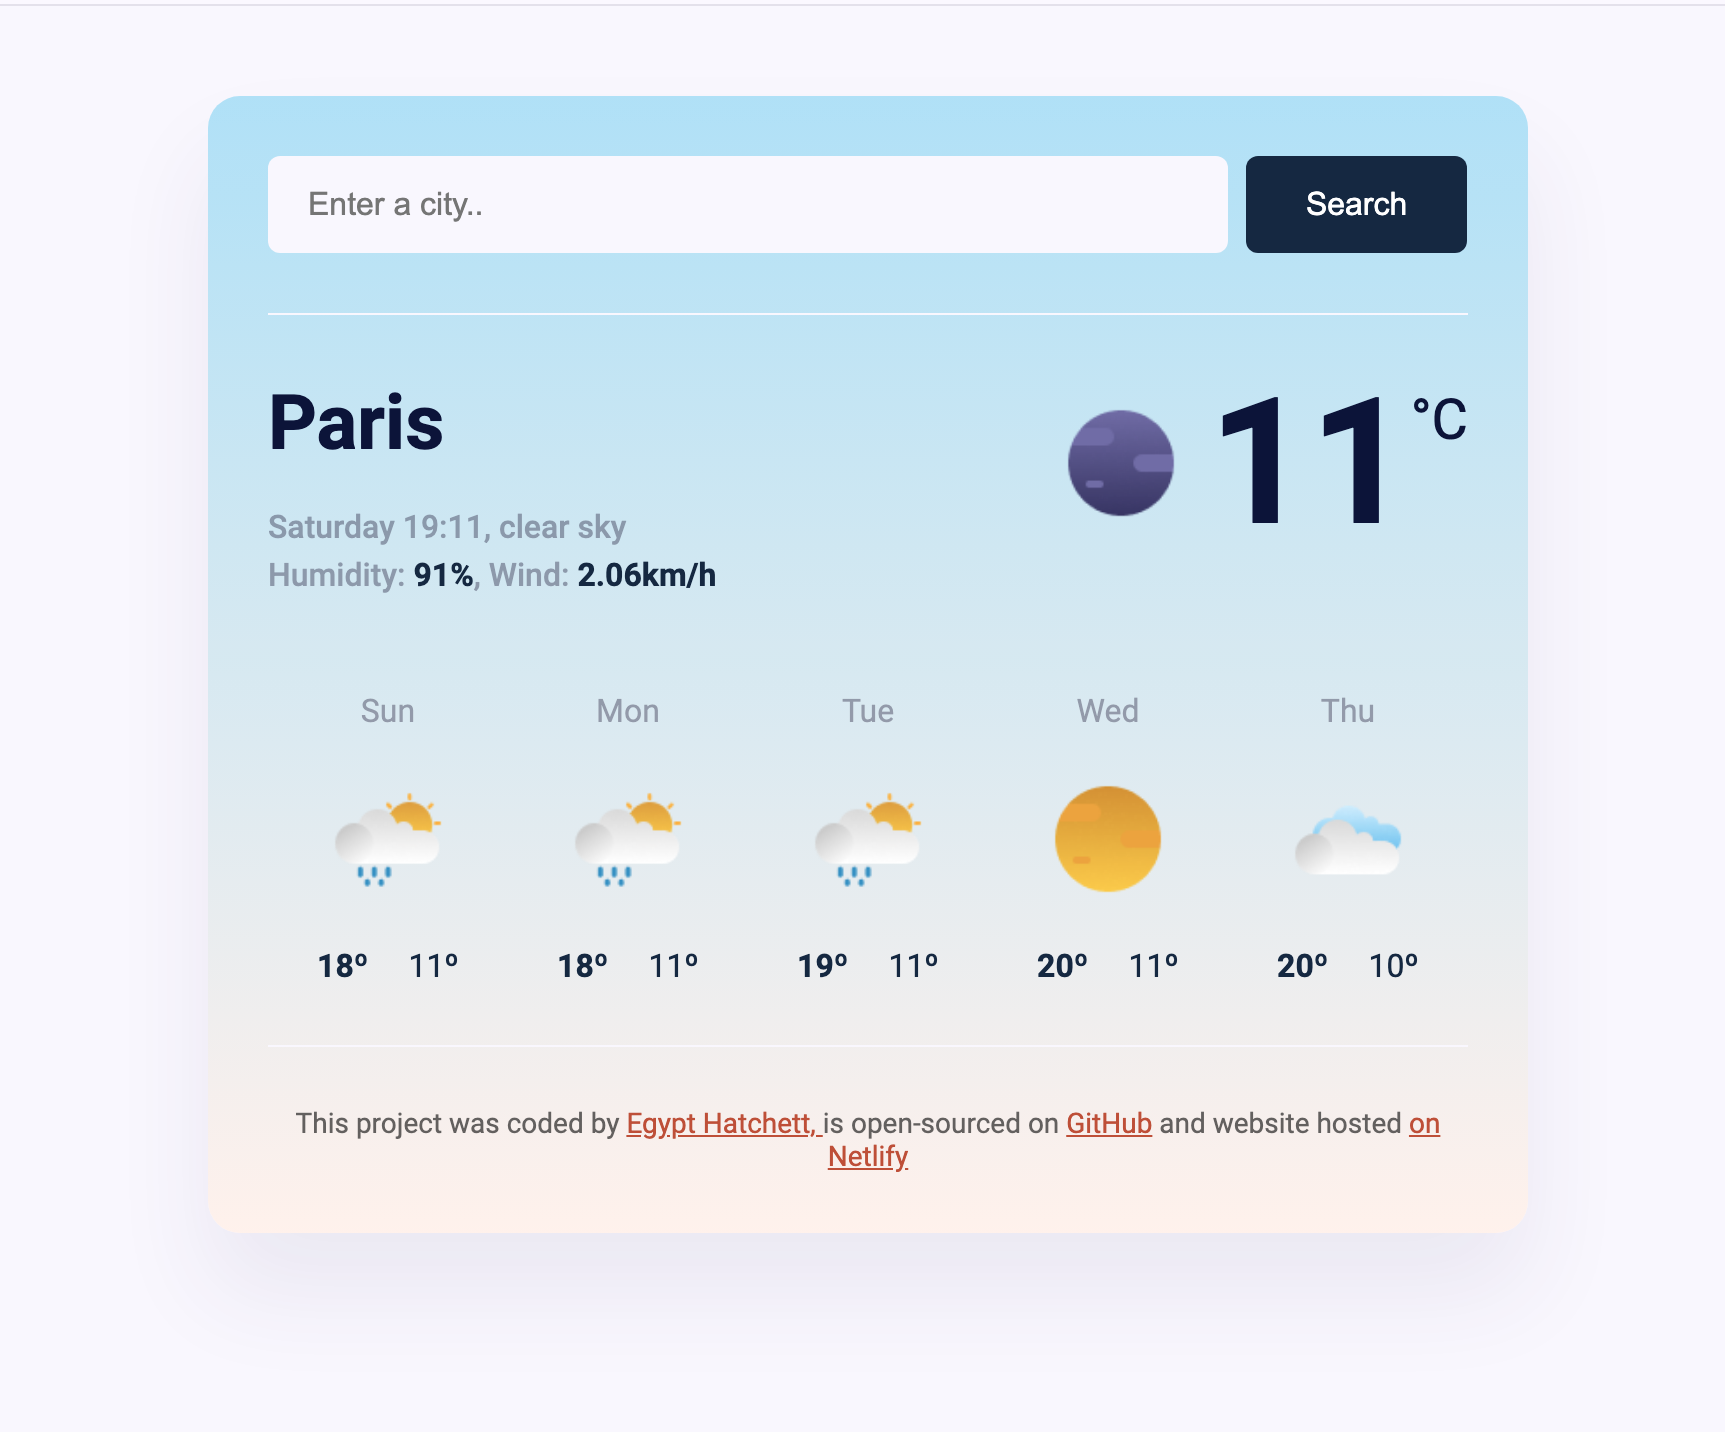 Enter a city..
Search
Paris
11 °C
Saturday 19:11, clear sky
Humidity: 91%, Wind: 2.06km/h
Sun Mon Tue Wed Thu
18º 11º 18º 11º 19º 11º 20º 11º 20º 10º
This project was coded by Egypt Hatchett, is open-sourced on GitHub and website hosted on
Netlify